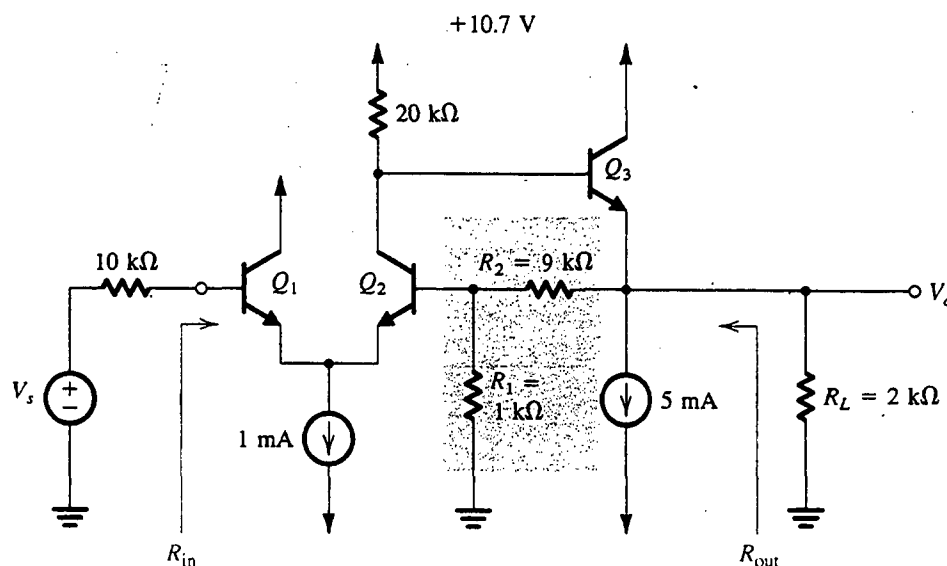 +10.7 V
20 kΩ
Q3
10 kΩ
Q1
Q2
R2 = 9 kΩ
Vs
+
−
1 mA
R1 =
1 kΩ
5 mA
RL = 2 kΩ
Rin
Rout